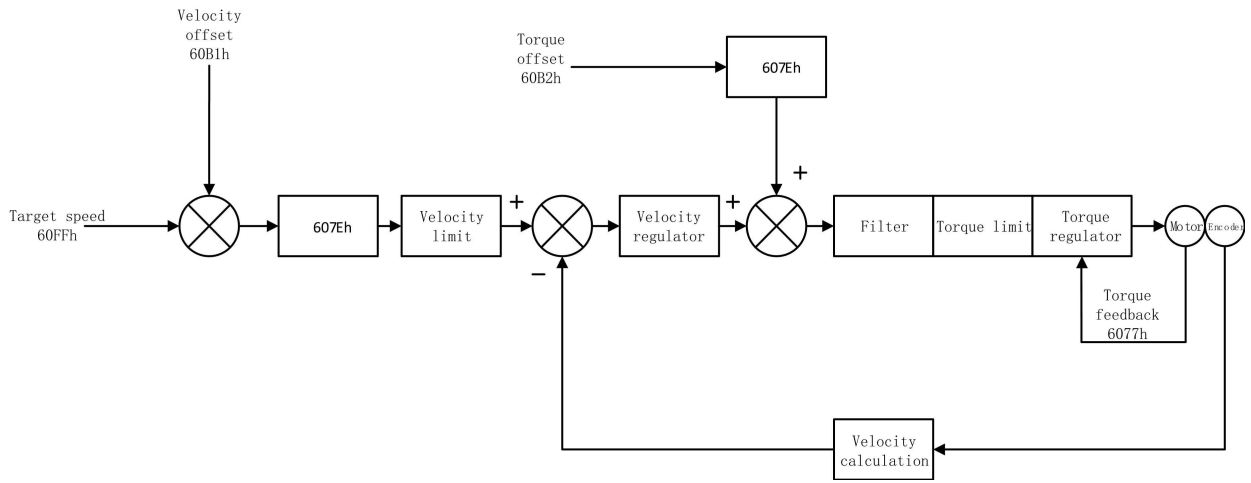 Velocity
offset
60B1h
Torque
offset
60B2h
607Eh
Target speed
60FFh
607Eh
Velocity
limit
+
−
Velocity
regulator
+
+
Filter
Torque limit
Torque
regulator
Motor
Encoder
Torque
feedback
6077h
Velocity
calculation